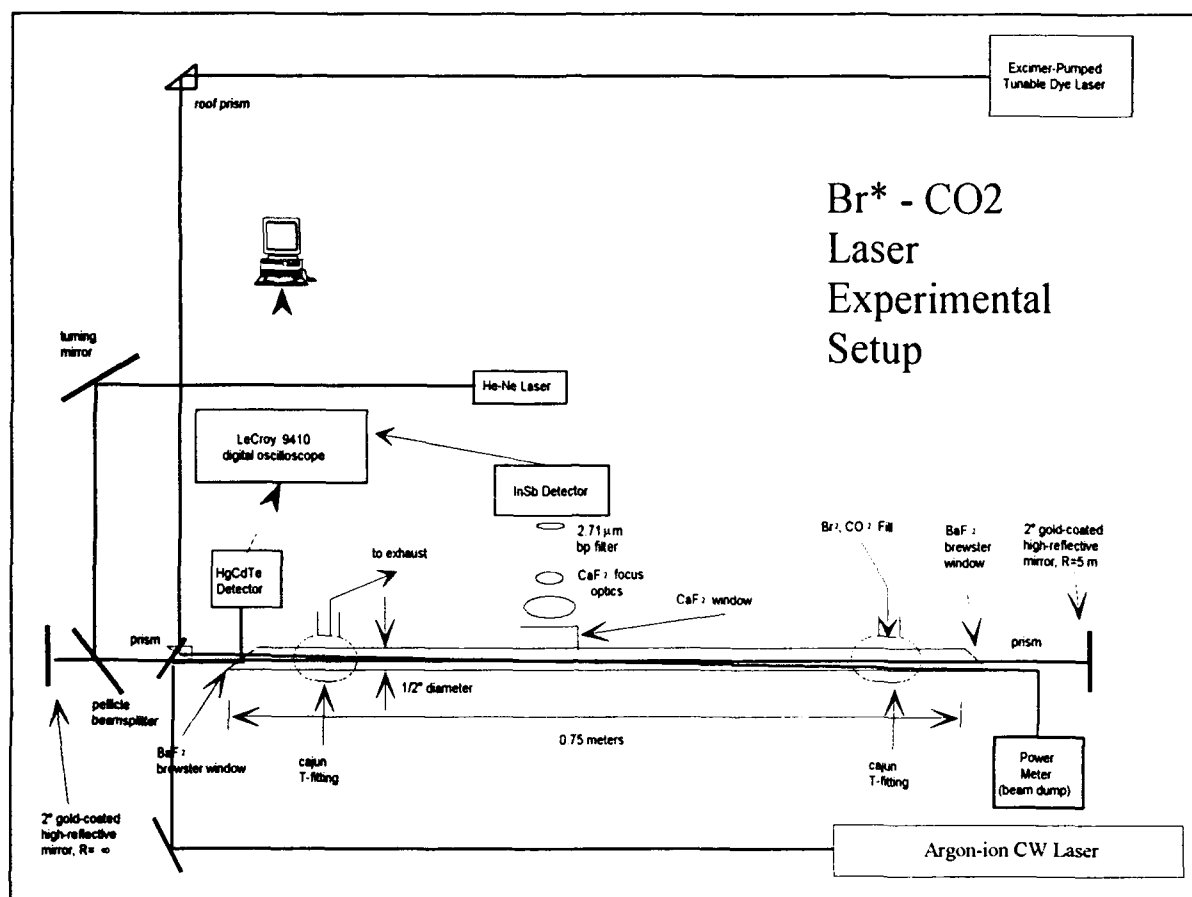 Excimer-Pumped
Tunable Dye Laser
roof prism
Br* - CO2
Laser
Experimental
Setup
turning
mirror
He-Ne Laser
LeCroy 9410
digital oscilloscope
InSb Detector
2.71 μm
bp filter
Br², CO² Fill
BaF₂
brewster
window
2" gold-coated
high-reflective
mirror, R=5 m
to exhaust
HgCdTe
Detector
CaF₂ focus
optics
CaF₂ window
prism
prism
1/2" diameter
pellicle
beamsplitter
0.75 meters
BaF₂
brewster window
cajun
T-fitting
cajun
T-fitting
Power
Meter
(beam dump)
2" gold-coated
high-reflective
mirror, R= ∞
Argon-ion CW Laser